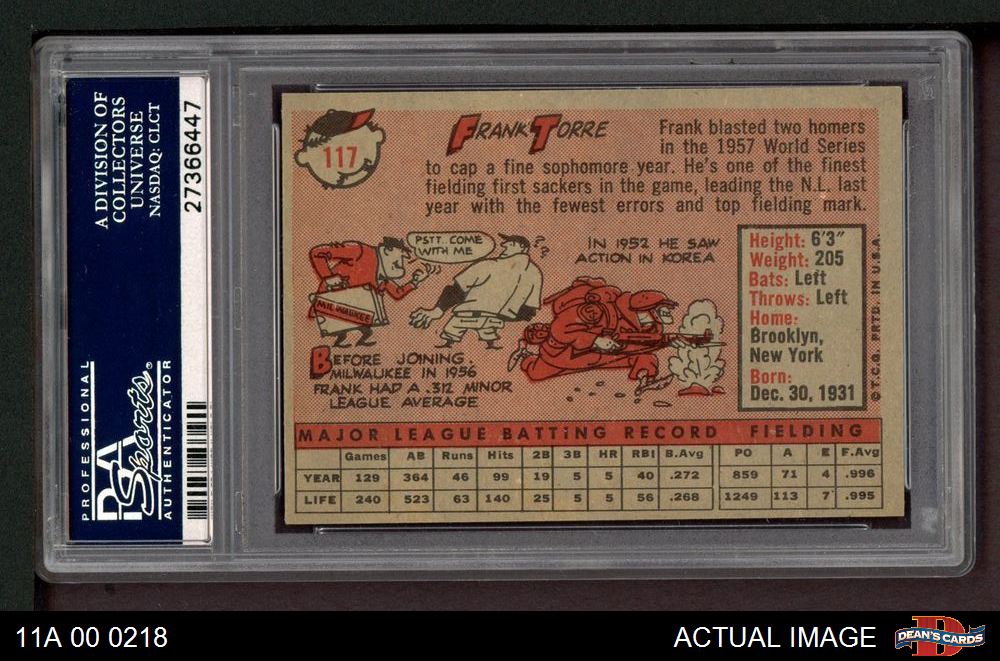 A DIVISION OF
COLLECTORS
UNIVERSE
NASDAQ: CLCT
27366447
PROFESSIONAL
PSA
Sports®
AUTHENTICATOR
117
FRANK TORRE
Frank blasted two homers
in the 1957 World Series
to cap a fine sophomore year. He's one of the finest
fielding first sackers in the game, leading the N.L. last
year with the fewest errors and top fielding mark.
PSTT. COME
WITH ME
??
MILWAUKEE
BEFORE JOINING
MILWAUKEE IN 1956
FRANK HAD A .312 MINOR
LEAGUE AVERAGE
IN 1952 HE SAW
ACTION IN KOREA
Height: 6'3"
Weight: 205
Bats: Left
Throws: Left
Home:
Brooklyn,
New York
Born:
Dec. 30, 1931
© T.C.G. PRTD. IN U.S.A.
MAJOR LEAGUE BATTING RECORD FIELDING
Games AB Runs Hits 2B 3B HR RBI B.Avg PO A E F.Avg
YEAR 129 364 46 99 19 5 5 40 .272 859 71 4 .996
LIFE 240 523 63 140 25 5 5 56 .268 1249 113 7 .995
11A 00 0218
ACTUAL IMAGE
D
DEAN'S CARDS